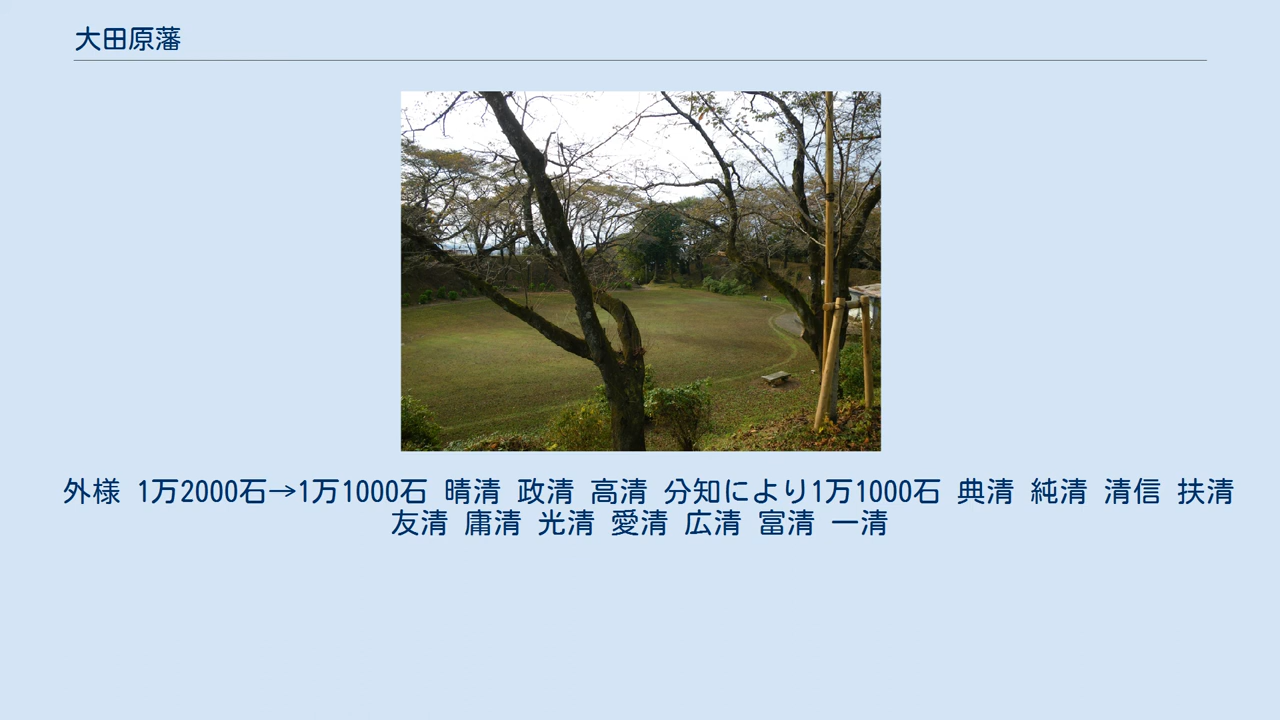 大田原藩
外様 1万2000石→1万1000石 晴清 政清 高清 分知により1万1000石 典清 純清 清信 扶清
友清 庸清 光清 愛清 広清 富清 一清